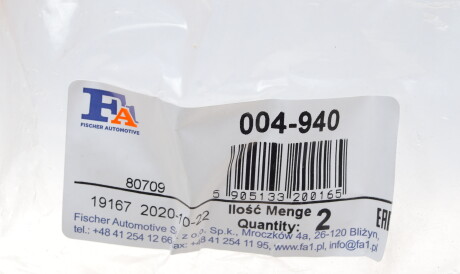 FA
FISCHER AUTOMOTIVE
004-940
80709
5 905133 200165
19167 2020-10-22
Ilość Menge
Quantity: 2
EAC
Fischer Automotive S z o.o. Sp.k., Mroczków 4a, 26-120 Bliżyn,
tel.: +48 41 254 12 66 fax: +48 41 254 11 95, www.fa1.pl, info@fa1.pl